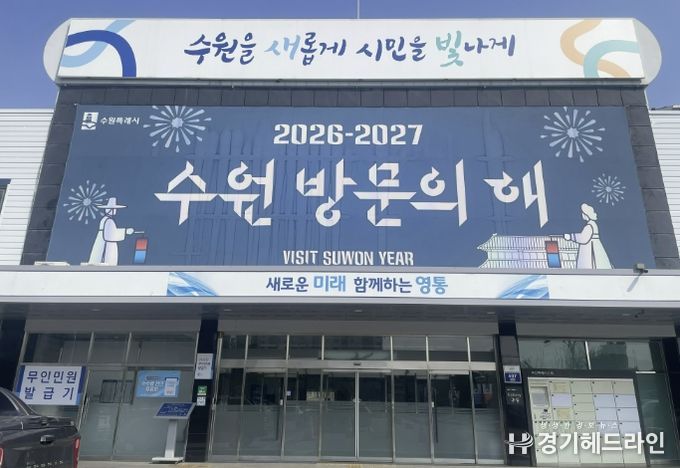 수원을 새롭게 시민을 빛나게
수원특례시
2026-2027
수원 방문의 해
VISIT SUWON YEAR
새로운 미래 함께하는 영통
무인민원
발급기
경기헤드라인